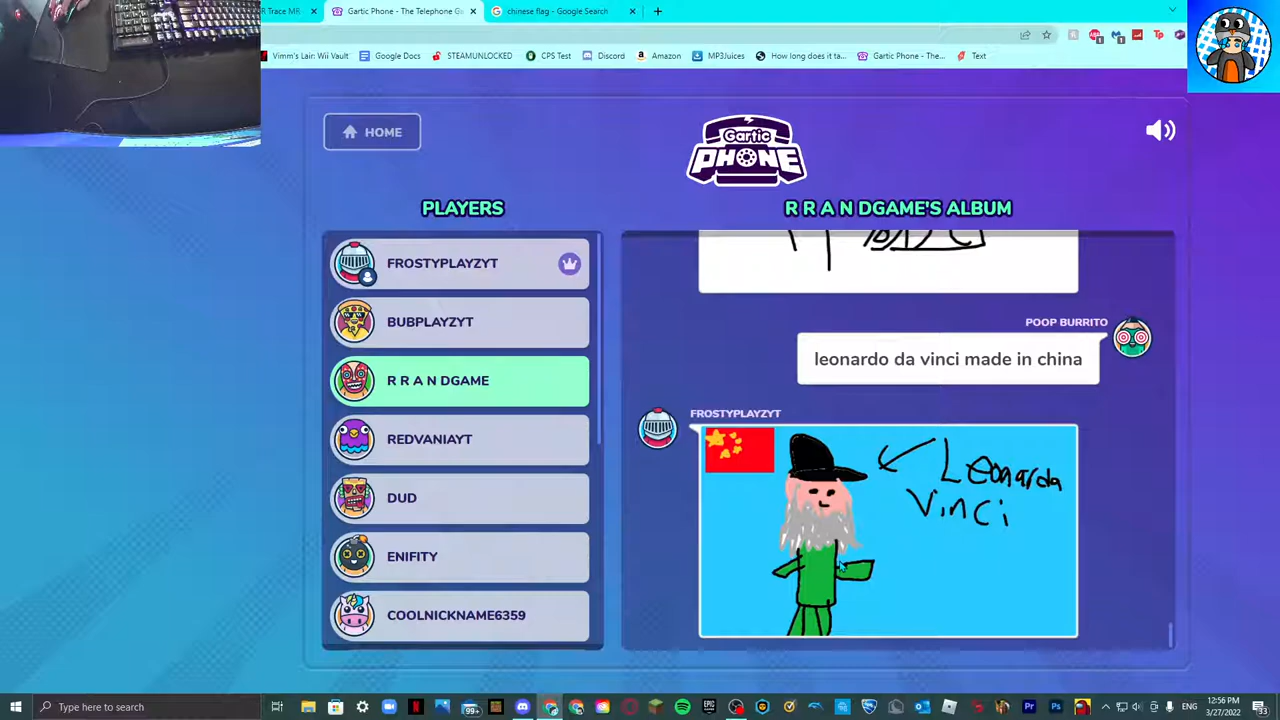 R Trace MR.
Gartic Phone - The Telephone Ga
chinese flag - Google Search
Vimm's Lair: Wii Vault
Google Docs
STEAMUNLOCKED
CPS Test
Discord
Amazon
MP3Juices
How long does it ta...
Gartic Phone - The...
Text
HOME
Gartic
PHONE
PLAYERS
R R A N DGAME'S ALBUM
FROSTYPLAYZYT
BUBPLAYZYT
R R A N DGAME
REDVANIAYT
DUD
ENIFITY
COOLNICKNAME6359
POOP BURRITO
leonardo da vinci made in china
FROSTYPLAYZYT
Leonarda
Vinci
Type here to search
99+
12:56 PM
3/27/2022